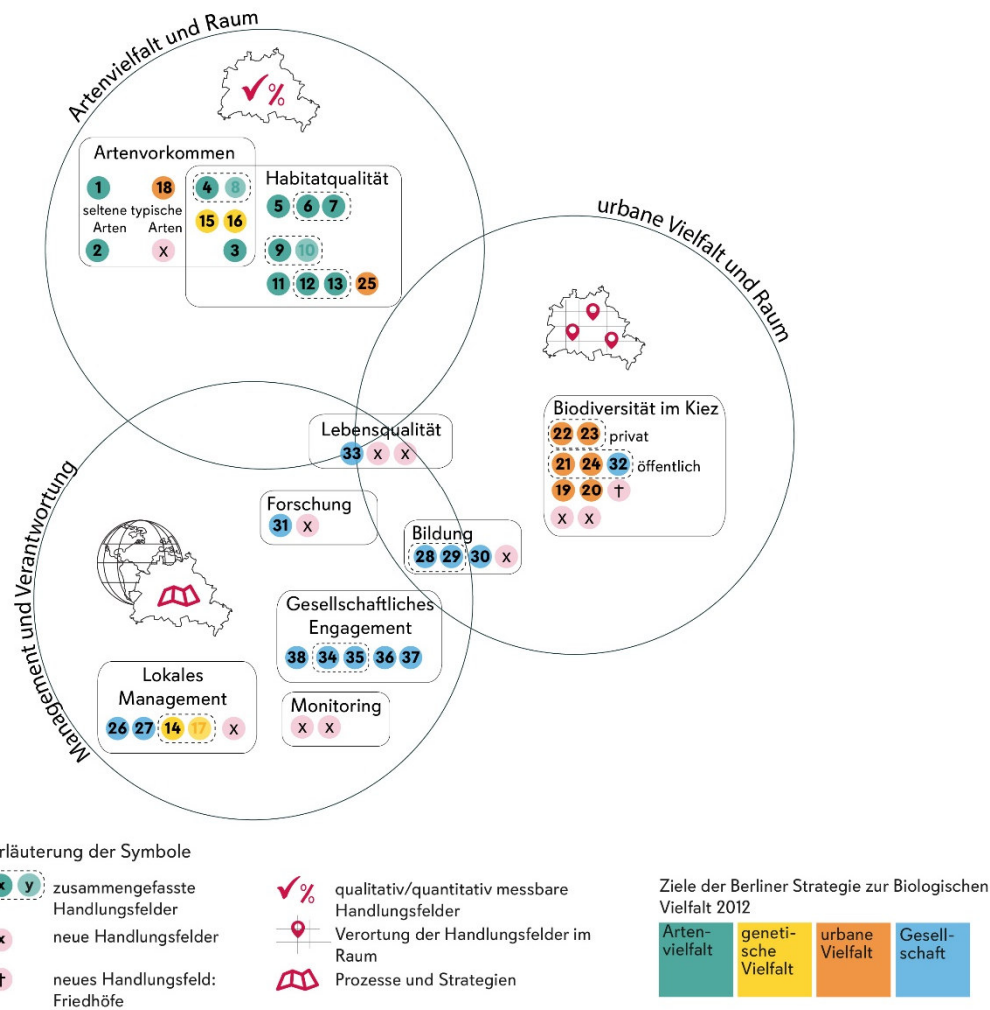 Artenvielfalt und Raum
✓%
Artenvorkommen
1 18 4 8
Habitatqualität
5 6 7
seltene typische
Arten Arten
15 16
2 x 3
9 10
11 12 13 25
urbane Vielfalt und Raum
Biodiversität im Kiez
22 23 privat
21 24 32 öffentlich
19 20 †
x x
Lebensqualität
33 x x
Forschung
31 x
Bildung
28 29 30 x
Management und Verantwortung
Gesellschaftliches
Engagement
38 34 35 36 37
Lokales
Management
26 27 14 17 x
Monitoring
x x
rläuterung der Symbole
x y zusammengefasste
Handlungsfelder
x neue Handlungsfelder
† neues Handlungsfeld:
Friedhöfe
✓% qualitativ/quantitativ messbare
Handlungsfelder
Verortung der Handlungsfelder im
Raum
Prozesse und Strategien
Ziele der Berliner Strategie zur Biologischen
Vielfalt 2012
Arten-
vielfalt
geneti-
sche
Vielfalt
urbane
Vielfalt
Gesell-
schaft